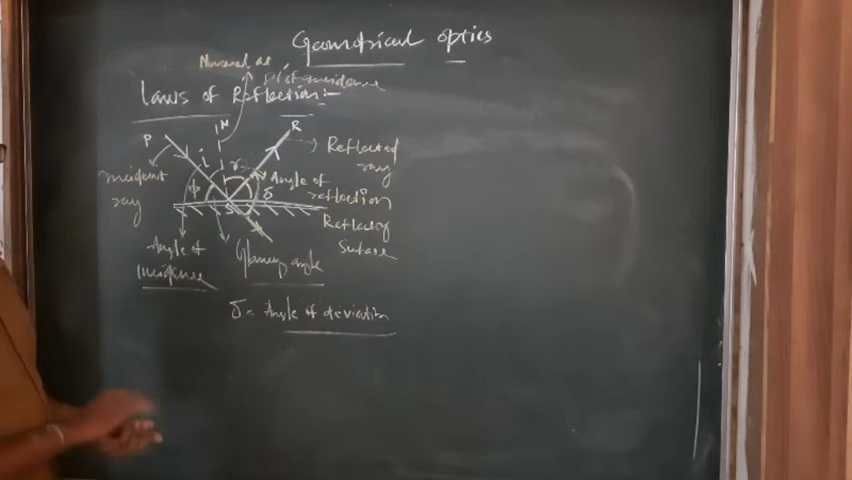 Geometrical optics
Normal at
pt of incidence
Laws of Reflection:-
N
P
R
i
r
Reflected
ray
incident
ray
Angle of
reflection
ϕ
δ
S
Reflecting
Surface
Angle of
incidence
Glancing angle
δ = Angle of deviation